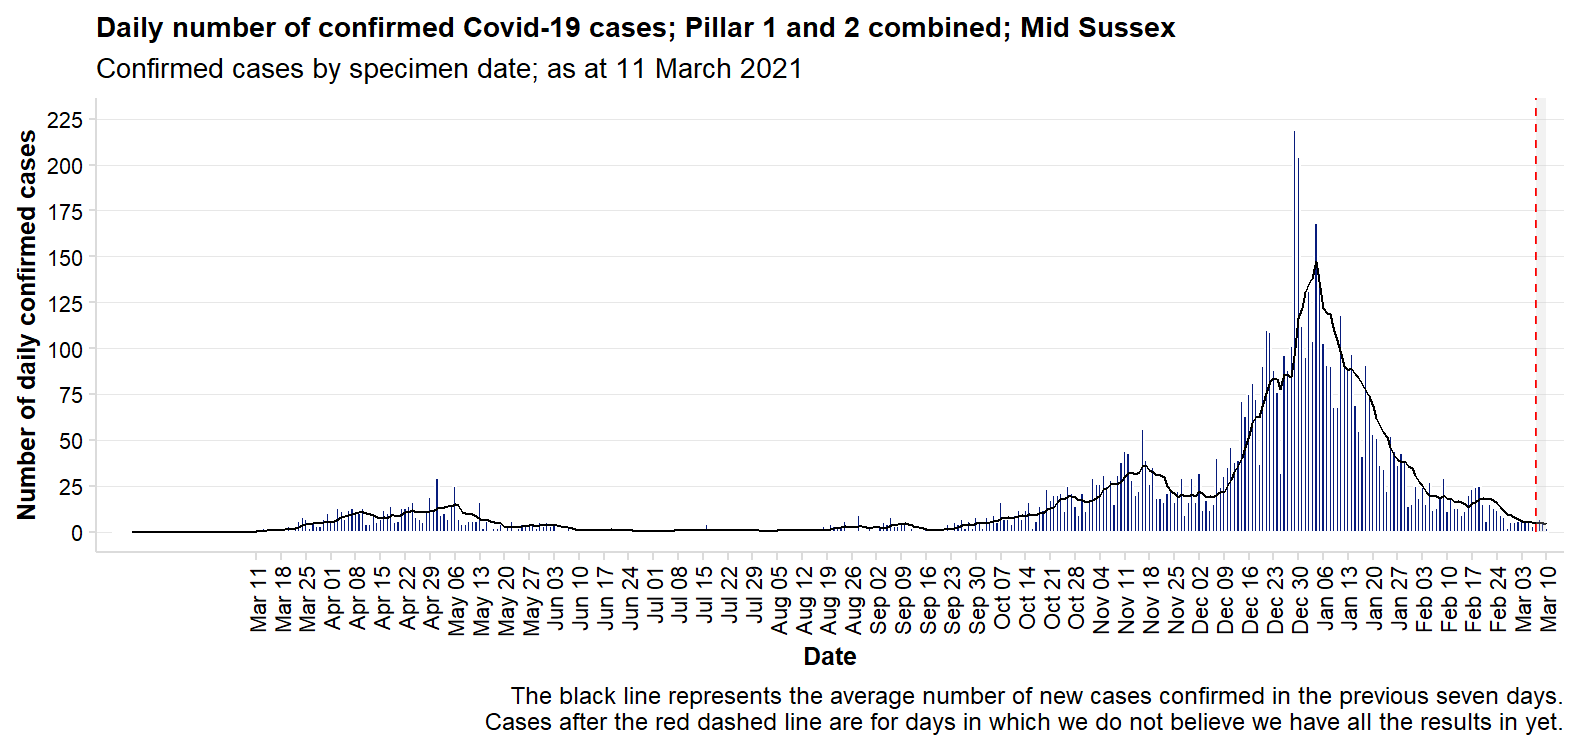 Daily number of confirmed Covid-19 cases; Pillar 1 and 2 combined; Mid Sussex
Confirmed cases by specimen date; as at 11 March 2021
Number of daily confirmed cases
225
200
175
150
125
100
75
50
25
0
Mar 11
Mar 18
Mar 25
Apr 01
Apr 08
Apr 15
Apr 22
Apr 29
May 06
May 13
May 20
May 27
Jun 03
Jun 10
Jun 17
Jun 24
Jul 01
Jul 08
Jul 15
Jul 22
Jul 29
Aug 05
Aug 12
Aug 19
Aug 26
Sep 02
Sep 09
Sep 16
Sep 23
Sep 30
Oct 07
Oct 14
Oct 21
Oct 28
Nov 04
Nov 11
Nov 18
Nov 25
Dec 02
Dec 09
Dec 16
Dec 23
Dec 30
Jan 06
Jan 13
Jan 20
Jan 27
Feb 03
Feb 10
Feb 17
Feb 24
Mar 03
Mar 10
Date
The black line represents the average number of new cases confirmed in the previous seven days.
Cases after the red dashed line are for days in which we do not believe we have all the results in yet.